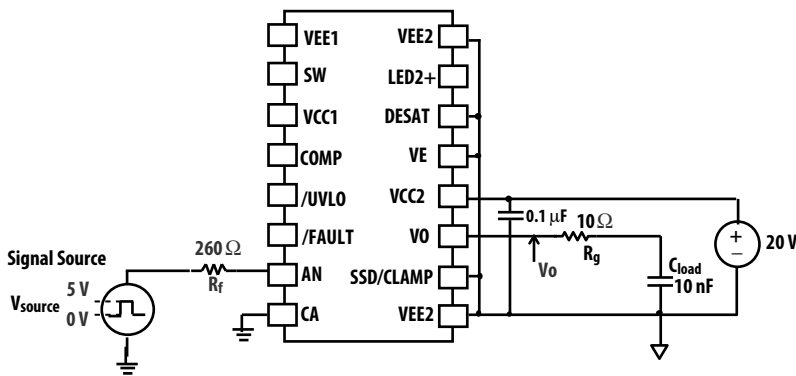 VEE1
VEE2
SW
LED2+
VCC1
DESAT
COMP
VE
/UVLO
VCC2
0.1 µF
10 Ω
/FAULT
VO
Rg
Vo
Cload
10 nF
+
−
20 V
260 Ω
Rf
AN
SSD/CLAMP
Signal Source
Vsource
5 V
0 V
CA
VEE2